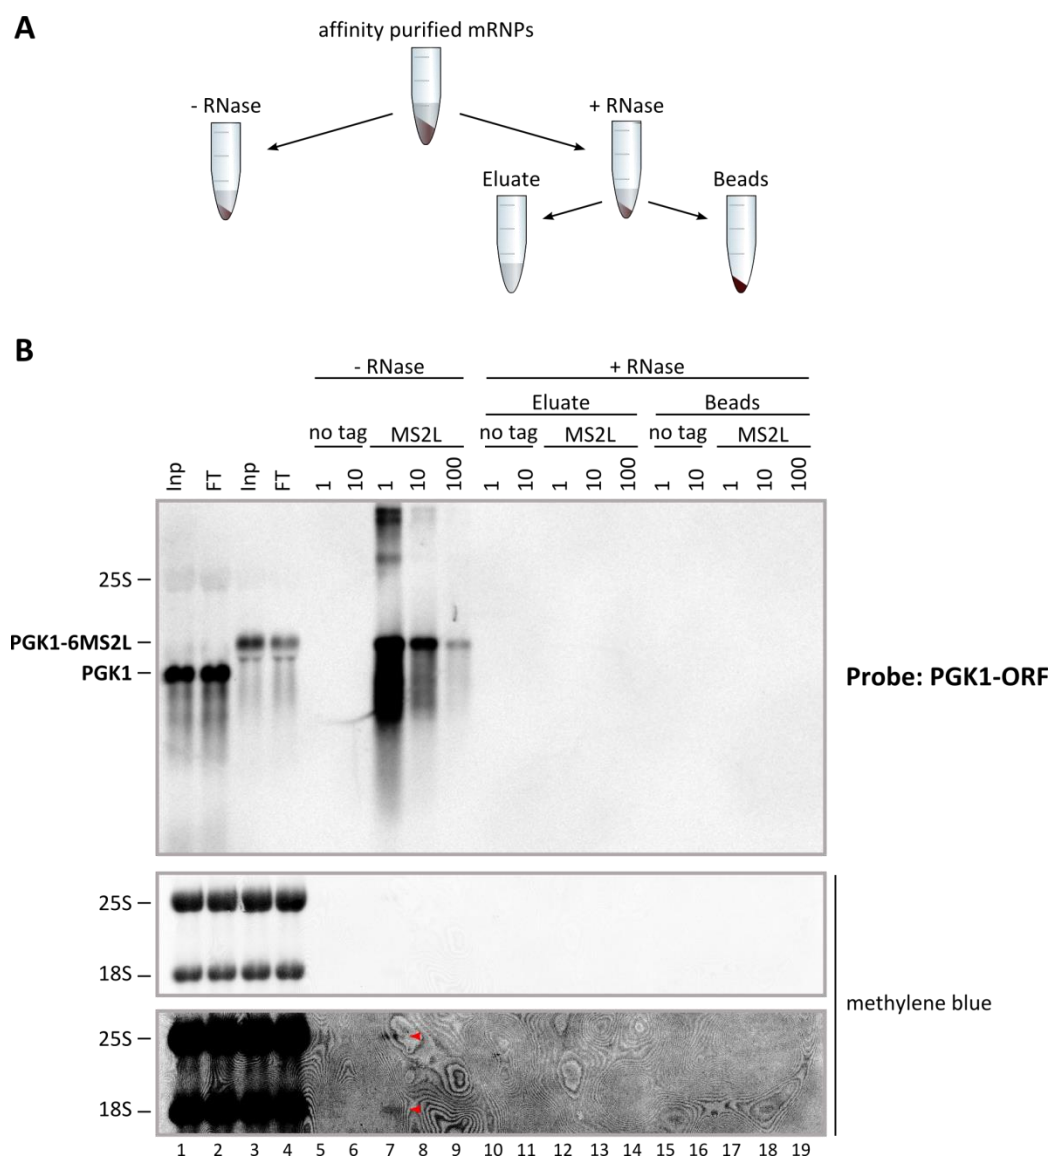 A
affinity purified mRNPs
- RNase
+ RNase
Eluate
Beads
B
- RNase
+ RNase
Eluate
Beads
no tag
MS2L
no tag
MS2L
no tag
MS2L
Inp
FT
Inp
FT
1
10
1
10
100
1
10
1
10
100
1
10
1
10
100
25S
PGK1-6MS2L
PGK1
Probe: PGK1-ORF
25S
18S
methylene blue
25S
18S
1 2 3 4 5 6 7 8 9 10 11 12 13 14 15 16 17 18 19